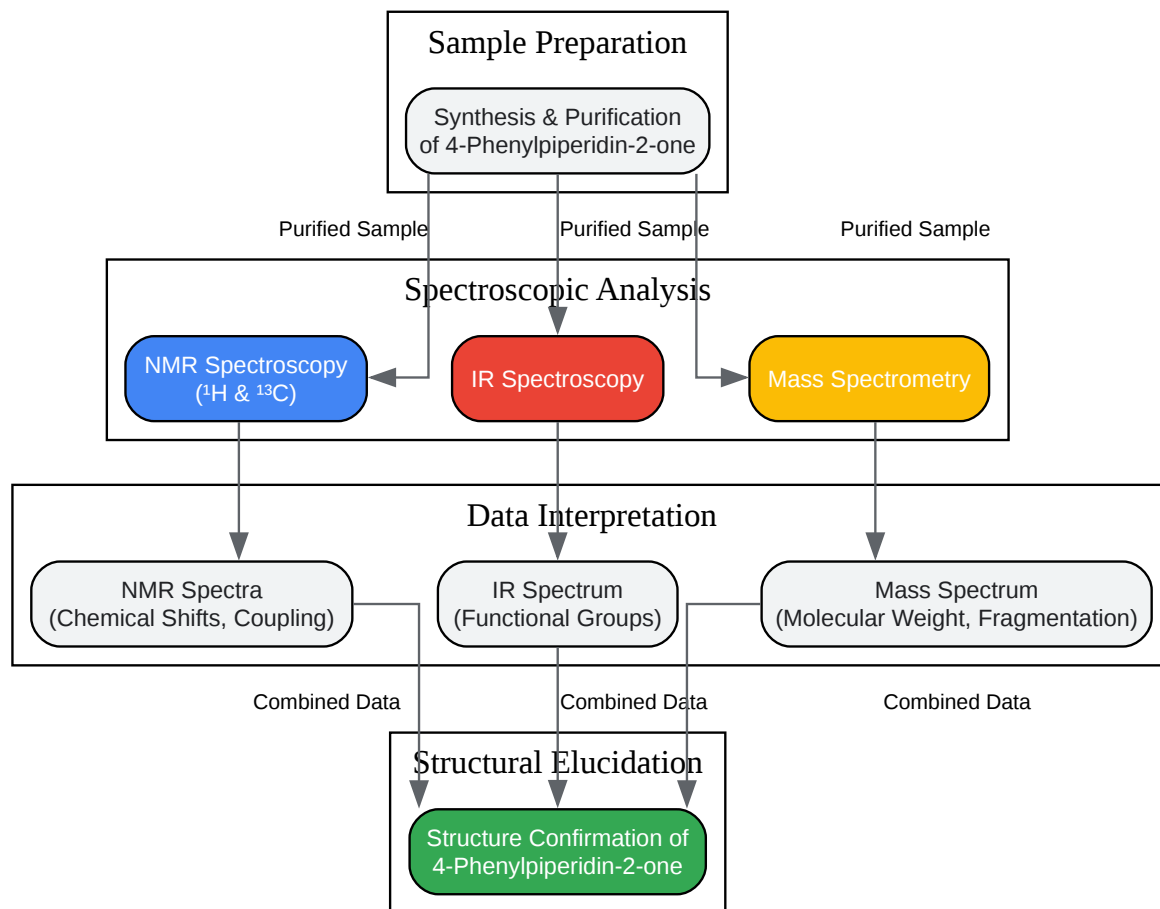 Sample Preparation
Synthesis & Purification
of 4-Phenylpiperidin-2-one
Purified Sample
Purified Sample
Purified Sample
Spectroscopic Analysis
NMR Spectroscopy
(¹H & ¹³C)
IR Spectroscopy
Mass Spectrometry
Data Interpretation
NMR Spectra
(Chemical Shifts, Coupling)
IR Spectrum
(Functional Groups)
Mass Spectrum
(Molecular Weight, Fragmentation)
Combined Data
Combined Data
Combined Data
Structural Elucidation
Structure Confirmation of
4-Phenylpiperidin-2-one